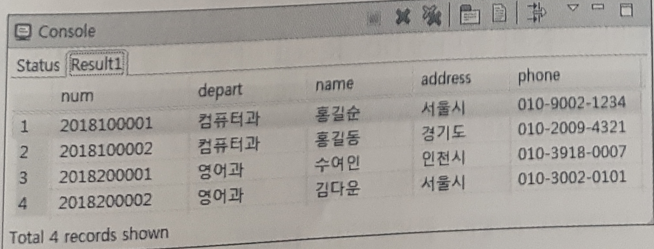 Console
Status Result1
num depart name address phone
1 2018100001 컴퓨터과 홍길순 서울시 010-9002-1234
2 2018100002 컴퓨터과 홍길동 경기도 010-2009-4321
3 2018200001 영어과 수여인 인천시 010-3918-0007
4 2018200002 영어과 김다운 서울시 010-3002-0101
Total 4 records shown